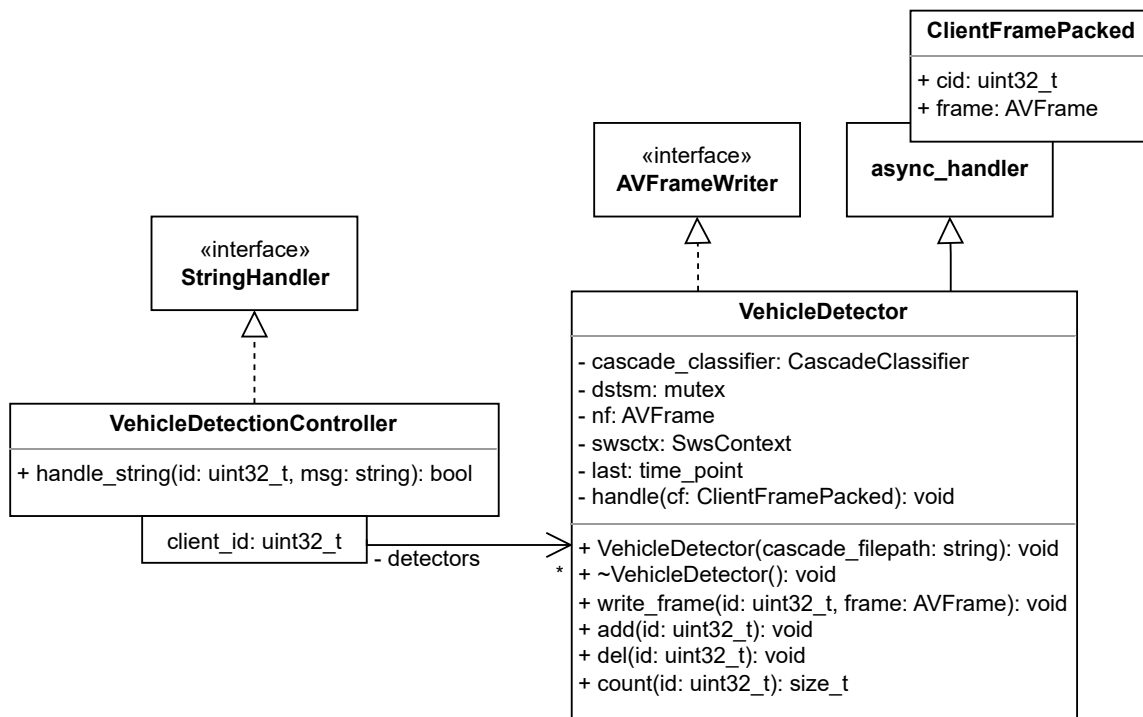 ClientFramePacked
+ cid: uint32_t
+ frame: AVFrame
«interface»
AVFrameWriter
async_handler
«interface»
StringHandler
VehicleDetector
- cascade_classifier: CascadeClassifier
- dstsm: mutex
- nf: AVFrame
- swsctx: SwsContext
- last: time_point
- handle(cf: ClientFramePacked): void
VehicleDetectionController
+ handle_string(id: uint32_t, msg: string): bool
client_id: uint32_t
- detectors
*
+ VehicleDetector(cascade_filepath: string): void
+ ~VehicleDetector(): void
+ write_frame(id: uint32_t, frame: AVFrame): void
+ add(id: uint32_t): void
+ del(id: uint32_t): void
+ count(id: uint32_t): size_t